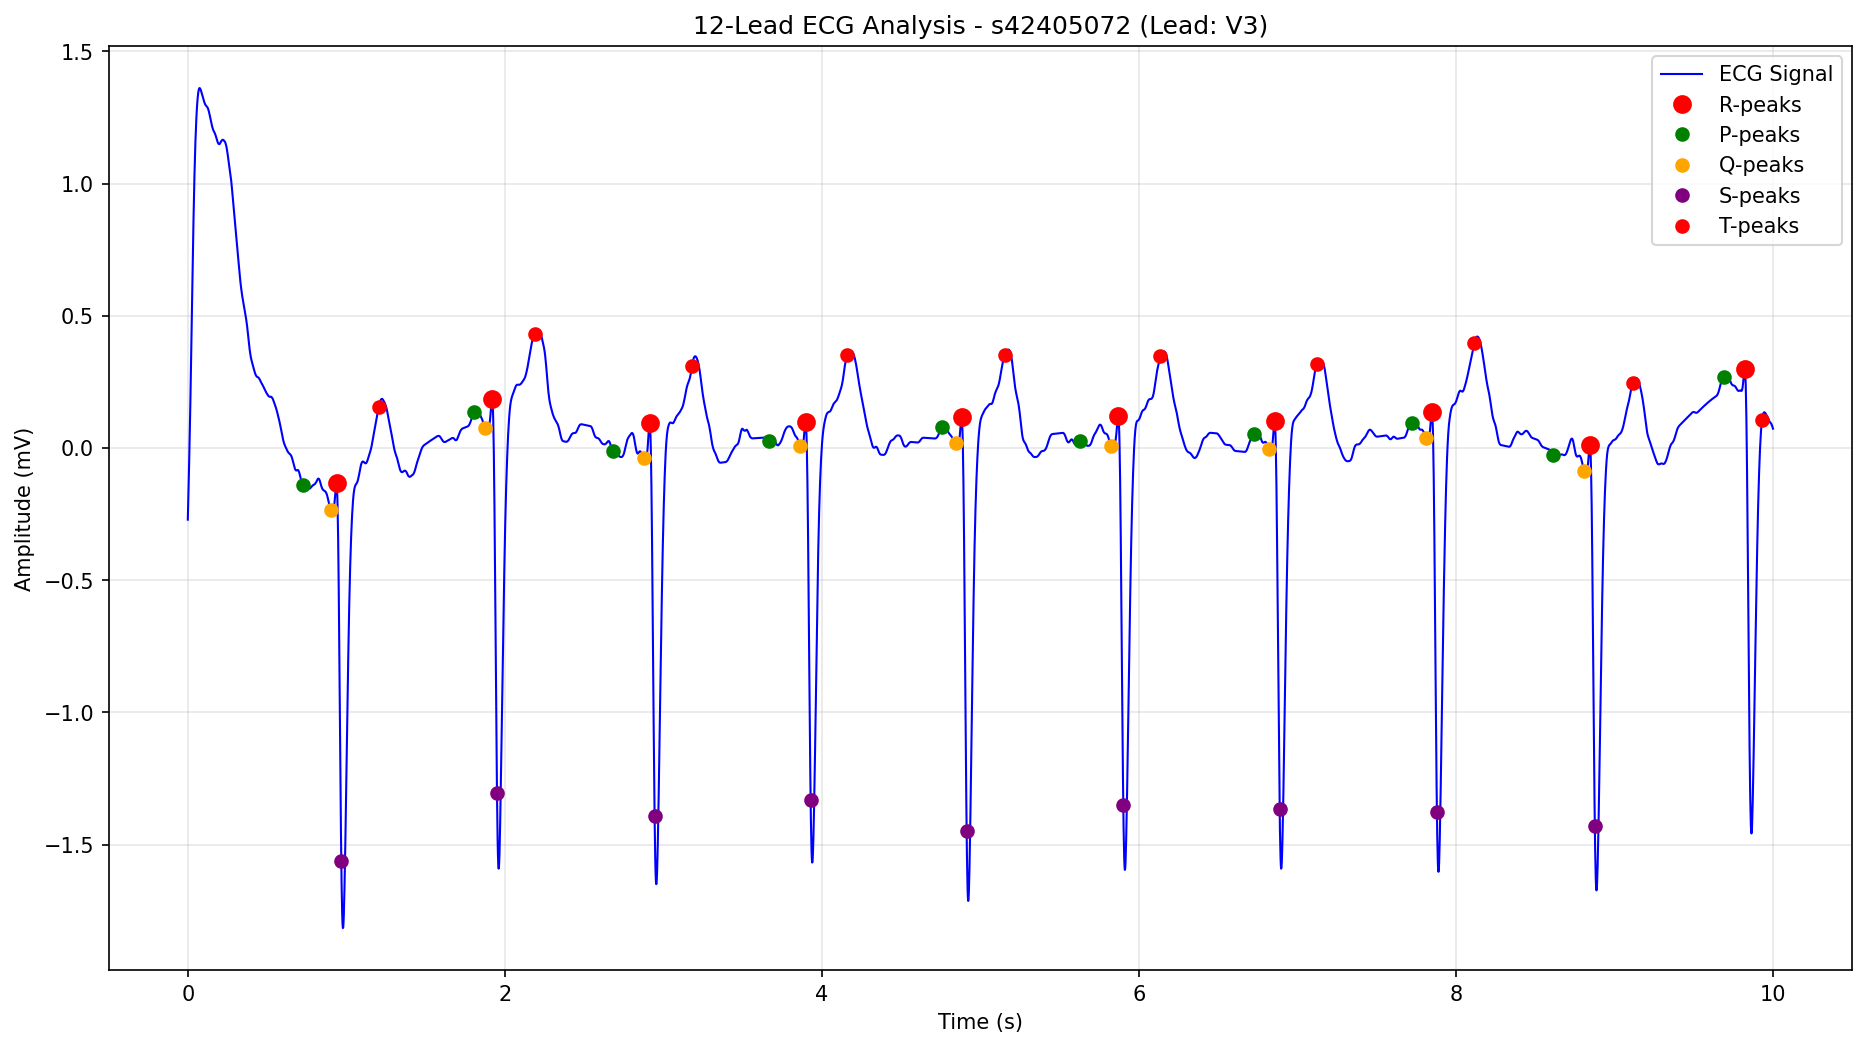 12-Lead ECG Analysis - s42405072 (Lead: V3)
ECG Signal
R-peaks
P-peaks
Q-peaks
S-peaks
T-peaks
1.5
1.0
0.5
0.0
−0.5
−1.0
−1.5
Amplitude (mV)
0 2 4 6 8 10
Time (s)